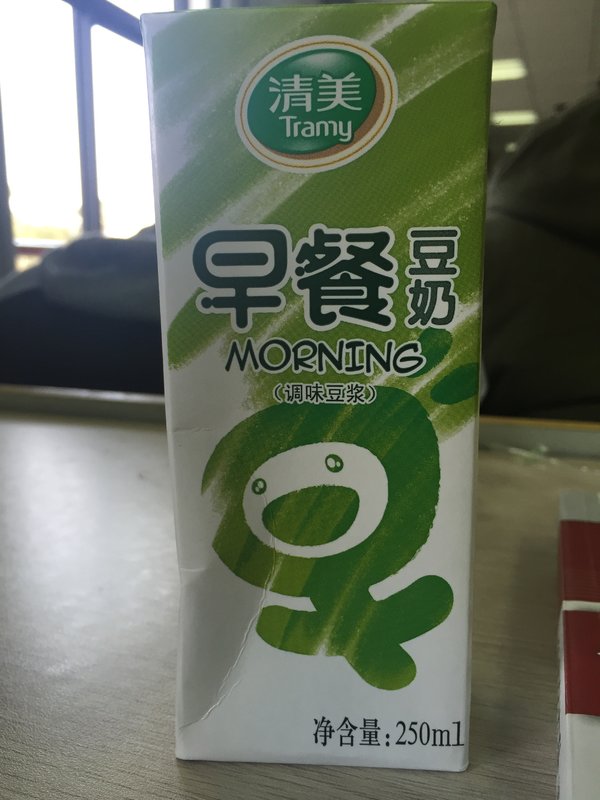 清美
Tramy
早餐豆奶
MORNING
（调味豆浆）
净含量:250ml